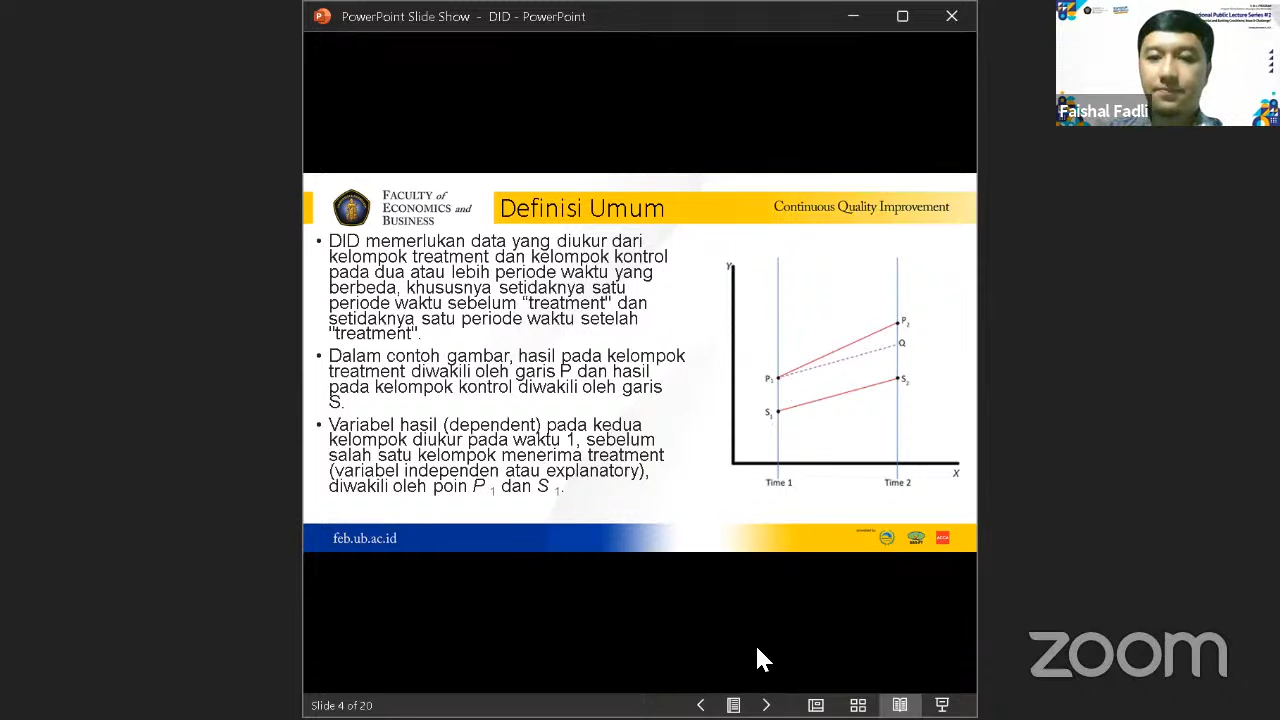 PowerPoint Slide Show - DID - PowerPoint
Faishal Fadli
FACULTY of
ECONOMICS and
BUSINESS
Definisi Umum
Continuous Quality Improvement
• DID memerlukan data yang diukur dari
kelompok treatment dan kelompok kontrol
pada dua atau lebih periode waktu yang
berbeda, khususnya setidaknya satu
periode waktu sebelum "treatment" dan
setidaknya satu periode waktu setelah
"treatment".
• Dalam contoh gambar, hasil pada kelompok
treatment diwakili oleh garis P dan hasil
pada kelompok kontrol diwakili oleh garis
S.
• Variabel hasil (dependent) pada kedua
kelompok diukur pada waktu 1, sebelum
salah satu kelompok menerima treatment
(variabel independen atau explanatory),
diwakili oleh poin P 1 dan S 1.
Y
P2
Q
P1
S2
S1
X
Time 1
Time 2
feb.ub.ac.id
ACCA
zoom
Slide 4 of 20